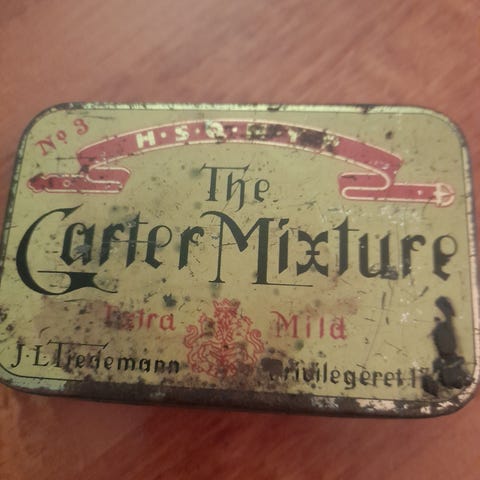 Nº 3
The
Garter Mixture
Extra Mild
J·L·Tiedemann Privilegeret